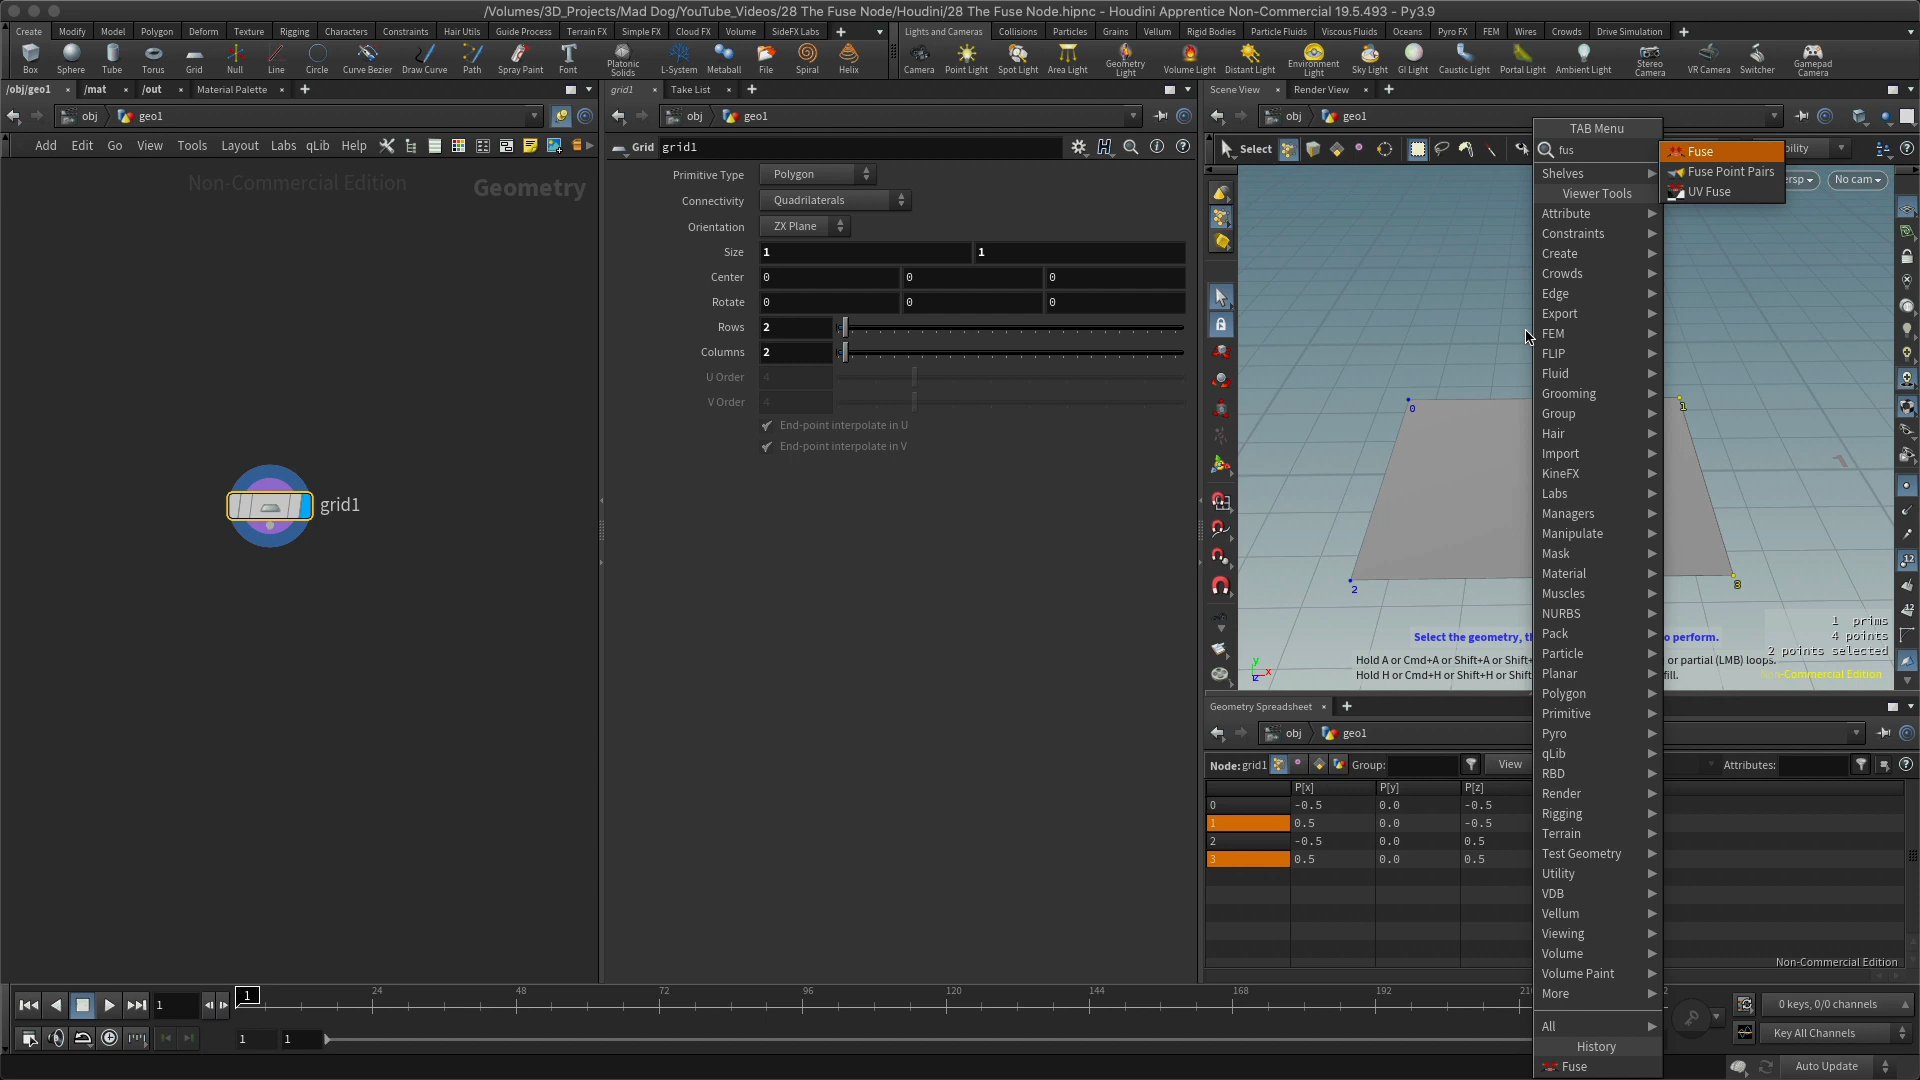 /Volumes/3D_Projects/Mad Dog/YouTube_Videos/28 The Fuse Node/Houdini/28 The Fuse Node.hipnc - Houdini Apprentice Non-Commercial 19.5.493 - Py3.9
Create Modify Model Polygon Deform Texture Rigging Characters Constraints Hair Utils Guide Process Terrain FX Simple FX Cloud FX Volume SideFX Labs
Lights and Cameras Collisions Particles Grains Vellum Rigid Bodies Particle Fluids Viscous Fluids Oceans Pyro FX FEM Wires Crowds Drive Simulation
Box Sphere Tube Torus Grid Null Line Circle Curve Bezier Draw Curve Path Spray Paint Font Platonic Solids L-System Metaball File Spiral Helix
Camera Point Light Spot Light Area Light Geometry Light Volume Light Distant Light Environment Light Sky Light GI Light Caustic Light Portal Light Ambient Light Stereo Camera VR Camera Switcher Gamepad Camera
/obj/geo1 /mat /out Material Palette
obj geo1
Add Edit Go View Tools Layout Labs qLib Help
Non-Commercial Edition
Geometry
grid1
grid1 Take List
obj geo1
Grid grid1
Primitive Type Polygon
Connectivity Quadrilaterals
Orientation ZX Plane
Size 1 1
Center 0 0 0
Rotate 0 0 0
Rows 2
Columns 2
U Order 4
V Order 4
End-point interpolate in U
End-point interpolate in V
Scene View Render View
obj geo1
Select
No cam
0
1
2
3
Select the geometry, th
o perform.
Hold A or Cmd+A or Shift+A or Shift+
or partial (LMB) loops.
Hold H or Cmd+H or Shift+H or Shift+
fill.
1 prims
4 points
2 points selected
Non-Commercial Edition
y
x
z
TAB Menu
fus
Fuse
Fuse Point Pairs
UV Fuse
Shelves
Viewer Tools
Attribute
Constraints
Create
Crowds
Edge
Export
FEM
FLIP
Fluid
Grooming
Group
Hair
Import
KineFX
Labs
Managers
Manipulate
Mask
Material
Muscles
NURBS
Pack
Particle
Planar
Polygon
Primitive
Pyro
qLib
RBD
Render
Rigging
Terrain
Test Geometry
Utility
VDB
Vellum
Viewing
Volume
Volume Paint
More
All
History
Fuse
Geometry Spreadsheet
obj geo1
Node: grid1 Group: View Attributes:
P[x] P[y] P[z]
0 -0.5 0.0 -0.5
1 0.5 0.0 -0.5
2 -0.5 0.0 0.5
3 0.5 0.0 0.5
Non-Commercial Edition
1
1 24 48 72 96 120 144 168 192
1 1
0 keys, 0/0 channels
Key All Channels
Auto Update